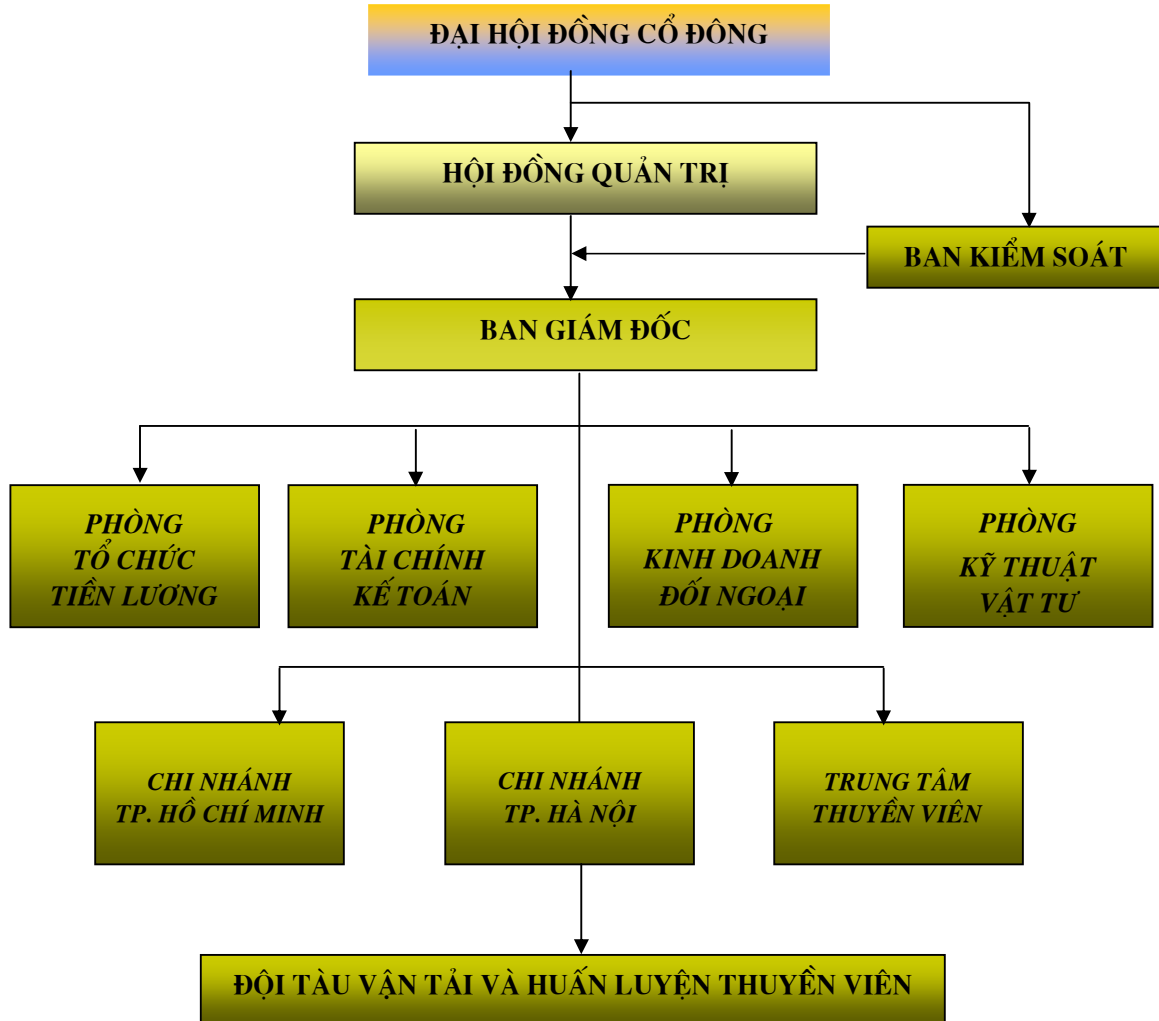 ĐẠI HỘI ĐỒNG CỔ ĐÔNG
HỘI ĐỒNG QUẢN TRỊ
BAN KIỂM SOÁT
BAN GIÁM ĐỐC
PHÒNG
TỔ CHỨC
TIỀN LƯƠNG
PHÒNG
TÀI CHÍNH
KẾ TOÁN
PHÒNG
KINH DOANH
ĐỐI NGOẠI
PHÒNG
KỸ THUẬT
VẬT TƯ
CHI NHÁNH
TP. HỒ CHÍ MINH
CHI NHÁNH
TP. HÀ NỘI
TRUNG TÂM
THUYỀN VIÊN
ĐỘI TÀU VẬN TẢI VÀ HUẤN LUYỆN THUYỀN VIÊN